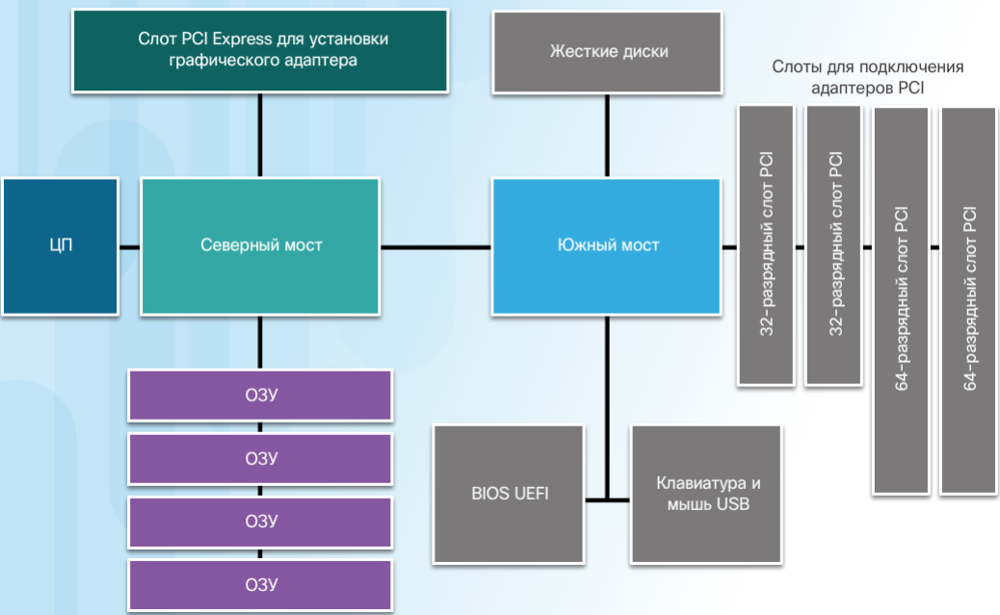 Слот PCI Express для установки
графического адаптера
Жесткие диски
Слоты для подключения
адаптеров PCI
ЦП
Северный мост
Южный мост
32-разрядный слот PCI
32-разрядный слот PCI
64-разрядный слот PCI
64-разрядный слот PCI
ОЗУ
ОЗУ
ОЗУ
ОЗУ
BIOS UEFI
Клавиатура и
мышь USB